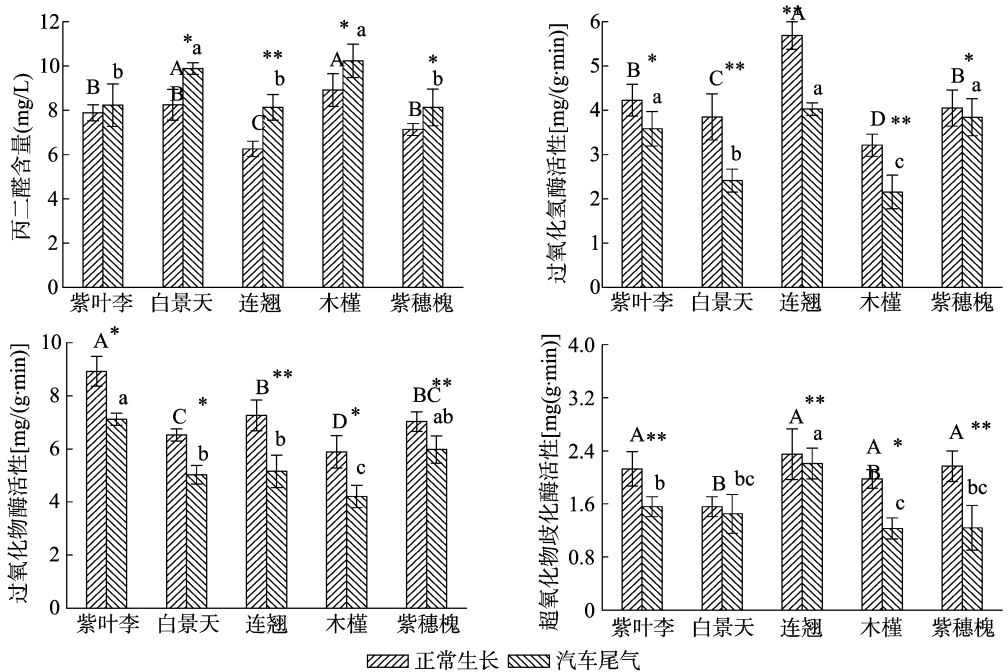 丙二醛含量(mg/L)
12
10
8
6
4
2
0
B b
A B * a
C ** b
A * a
B * b
紫叶李 白景天 连翘 木槿 紫穗槐
过氧化氢酶活性[mg/(g·min)]
6
5
4
3
2
1
0
B * a
C ** b
** A a
D ** c
B * a
紫叶李 白景天 连翘 木槿 紫穗槐
过氧化物酶活性[mg/(g·min)]
10
8
6
4
2
0
A * a
C * b
B ** b
D * c
BC ** ab
紫叶李 白景天 连翘 木槿 紫穗槐
超氧化物歧化酶活性[mg(g·min)]
4.0
3.2
2.4
1.6
0.8
0
A ** b
B bc
A ** a
A B * c
A ** bc
紫叶李 白景天 连翘 木槿 紫穗槐
正常生长 汽车尾气